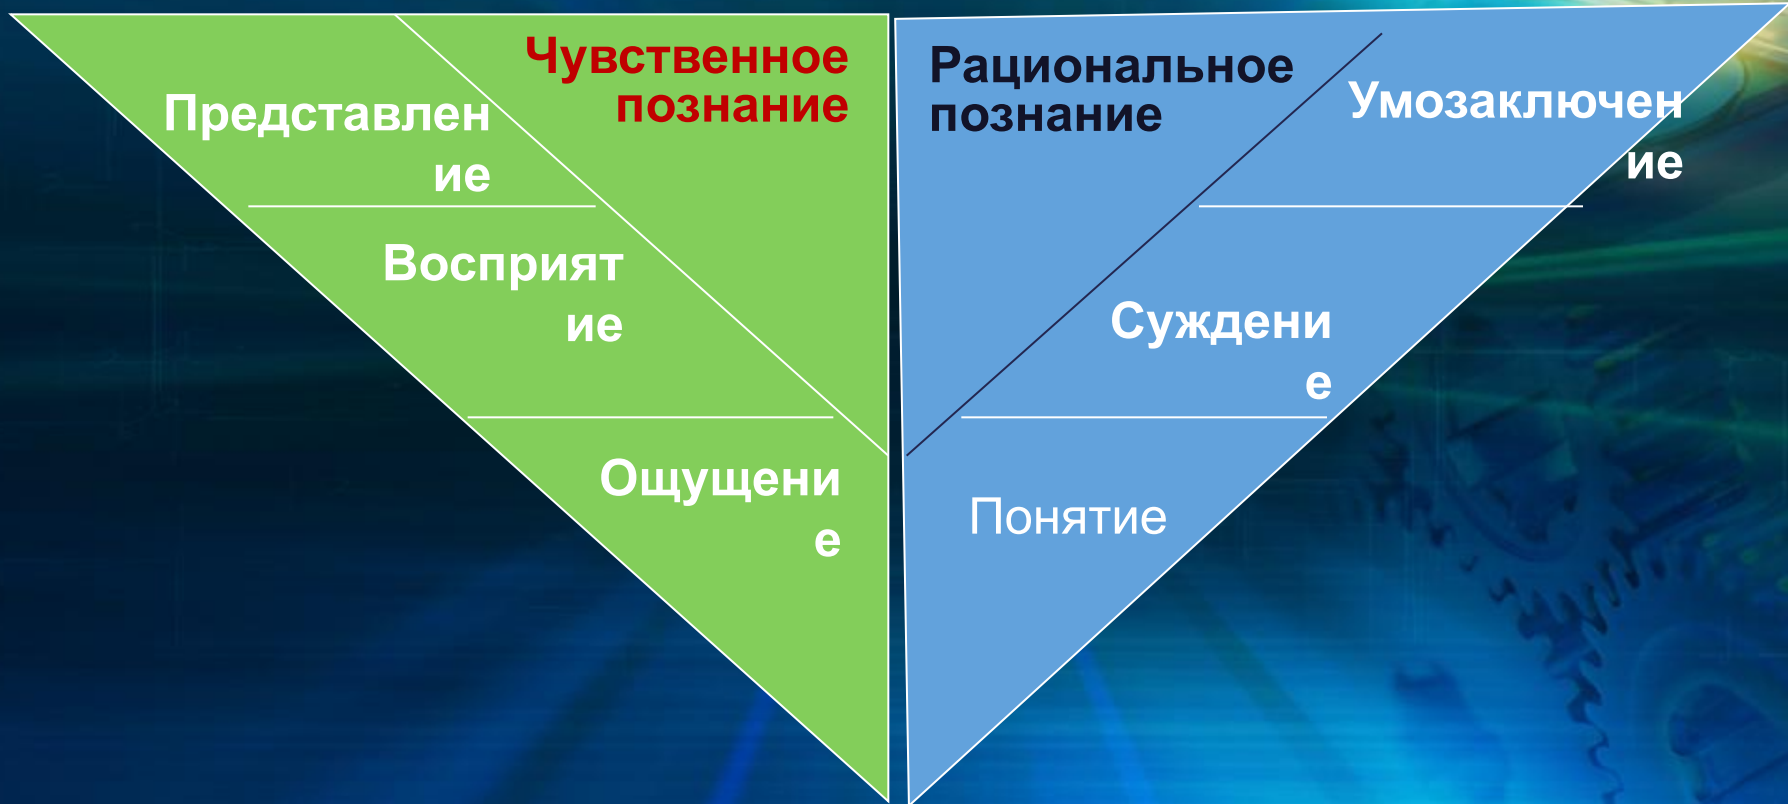 Чувственное
познание
Представлен
ие
Восприят
ие
Ощущени
е
Рациональное
познание
Умозаключен
ие
Суждени
е
Понятие